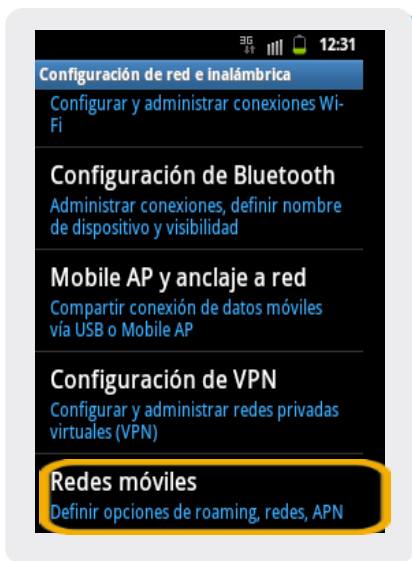 3G 12:31
Configuración de red e inalámbrica
Configurar y administrar conexiones Wi-
Fi
Configuración de Bluetooth
Administrar conexiones, definir nombre
de dispositivo y visibilidad
Mobile AP y anclaje a red
Compartir conexión de datos móviles
vía USB o Mobile AP
Configuración de VPN
Configurar y administrar redes privadas
virtuales (VPN)
Redes móviles
Definir opciones de roaming, redes, APN